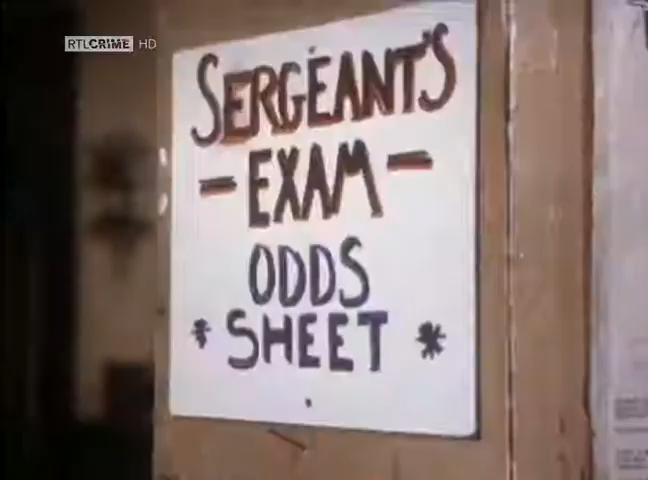 RTLCRIME HD
SERGEANT'S
- EXAM -
ODDS
* SHEET *